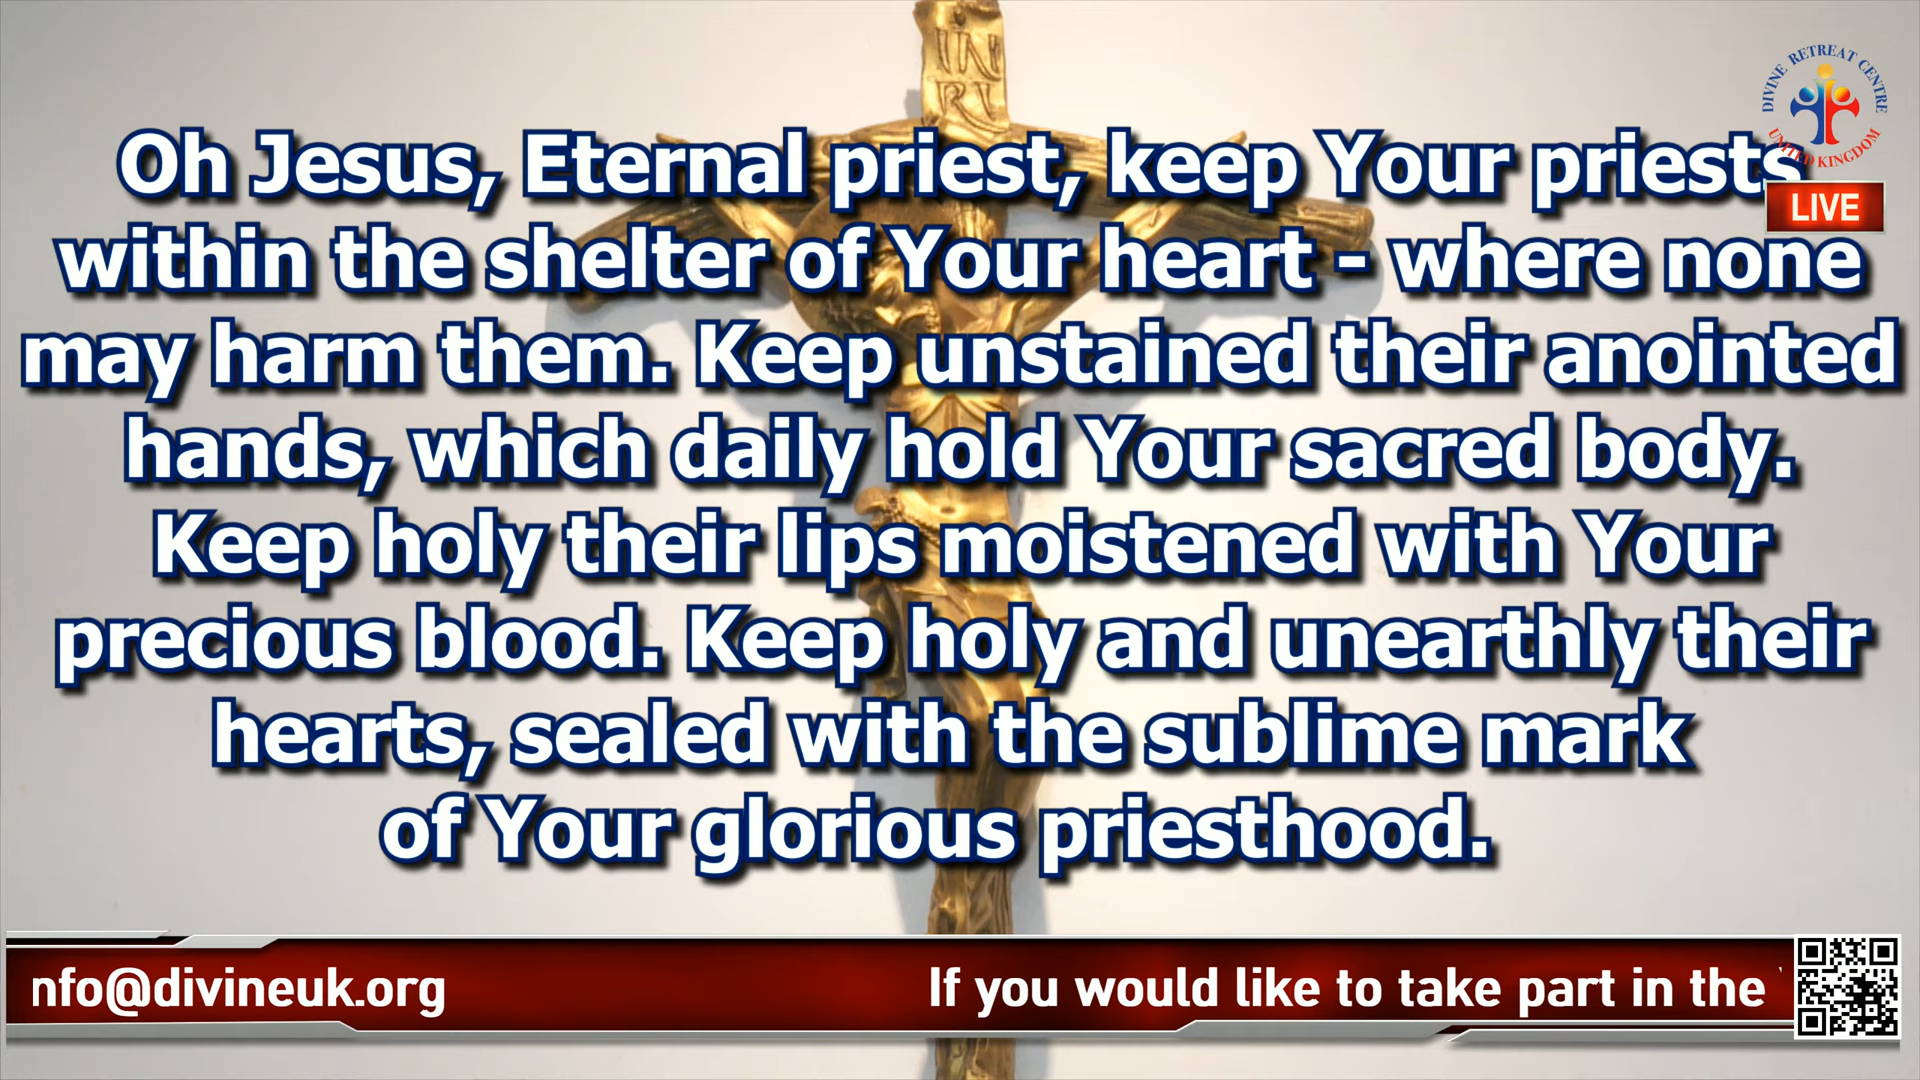 IN
RI
DIVINE RETREAT CENTRE
UNITED KINGDOM
LIVE
Oh Jesus, Eternal priest, keep Your priests
within the shelter of Your heart - where none
may harm them. Keep unstained their anointed
hands, which daily hold Your sacred body.
Keep holy their lips moistened with Your
precious blood. Keep holy and unearthly their
hearts, sealed with the sublime mark
of Your glorious priesthood.
nfo@divineuk.org If you would like to take part in the